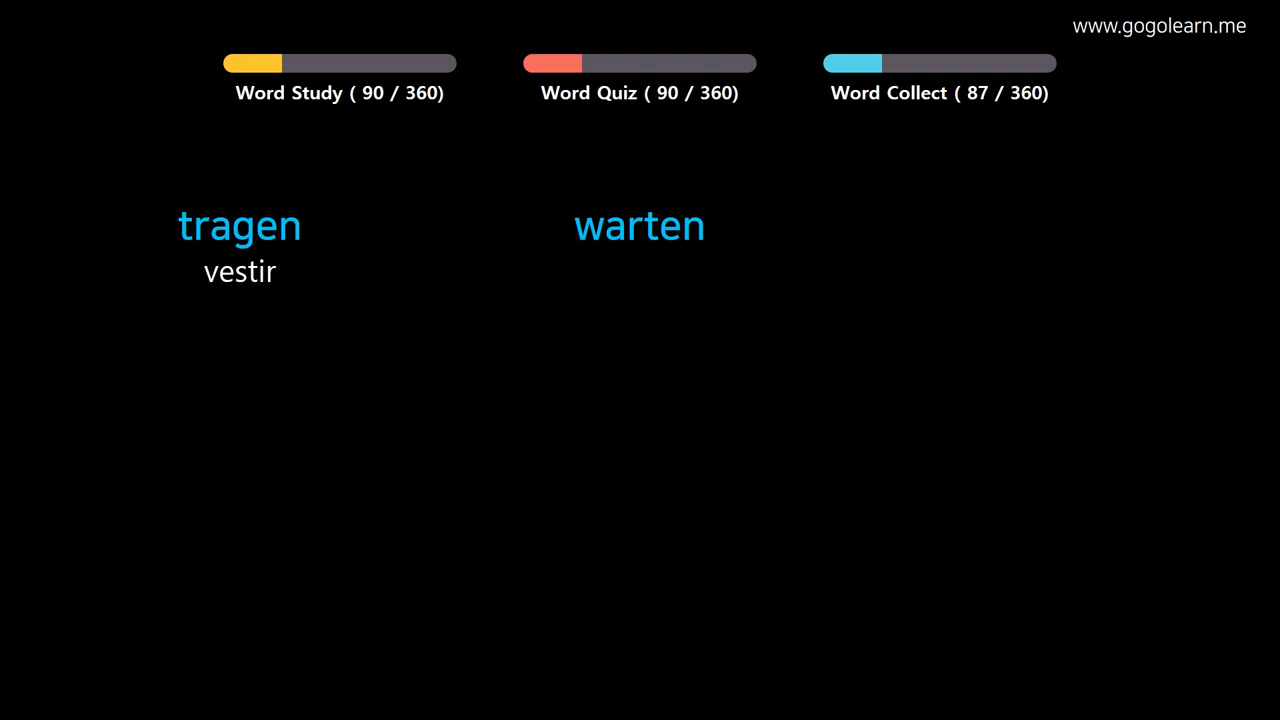 www.gogolearn.me
Word Study ( 90 / 360)
Word Quiz ( 90 / 360)
Word Collect ( 87 / 360)
tragen
vestir
warten